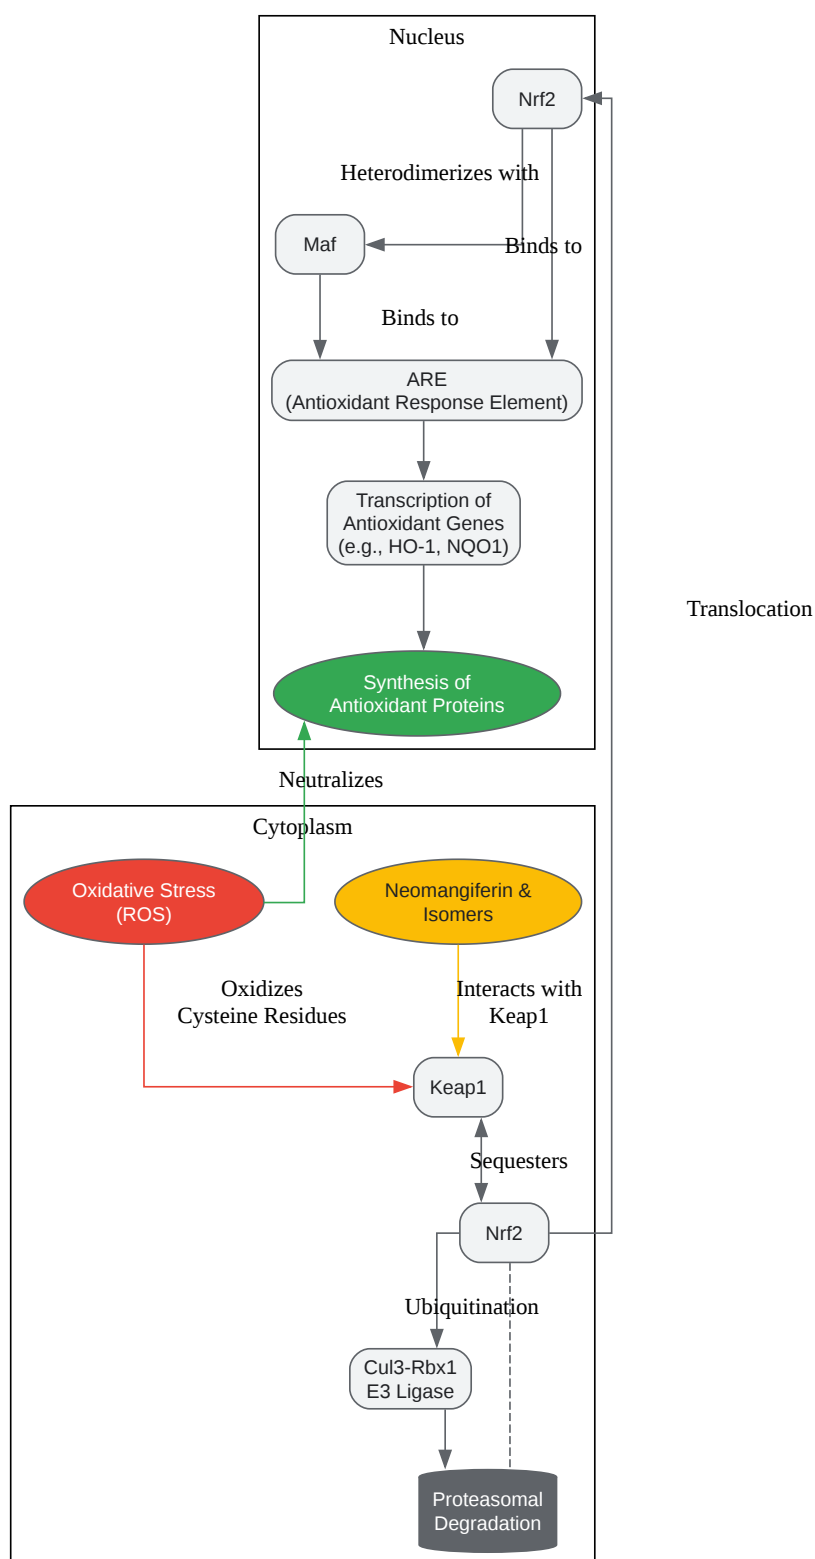 Nucleus
Nrf2
Heterodimerizes with
Maf
Binds to
Binds to
ARE
(Antioxidant Response Element)
Transcription of
Antioxidant Genes
(e.g., HO-1, NQO1)
Translocation
Synthesis of
Antioxidant Proteins
Neutralizes
Cytoplasm
Oxidative Stress
(ROS)
Neomangiferin &
Isomers
Oxidizes
Cysteine Residues
Interacts with
Keap1
Keap1
Sequesters
Nrf2
Ubiquitination
Cul3-Rbx1
E3 Ligase
Proteasomal
Degradation